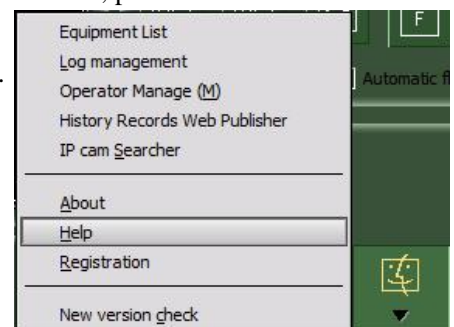 Equipment List
Log management
Operator Manage (M)
History Records Web Publisher
IP cam Searcher
About
Help
Registration
New version check
F
Automatic